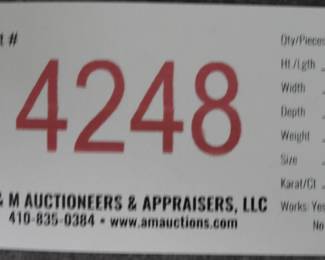 t #
4248
& M AUCTIONEERS & APPRAISERS, LLC
410-835-0384 • www.amauctions.com
Qty/Pieces
Ht./Lgth
Width
Depth
Weight
Size
Karat/Ct
Works: Yes
No